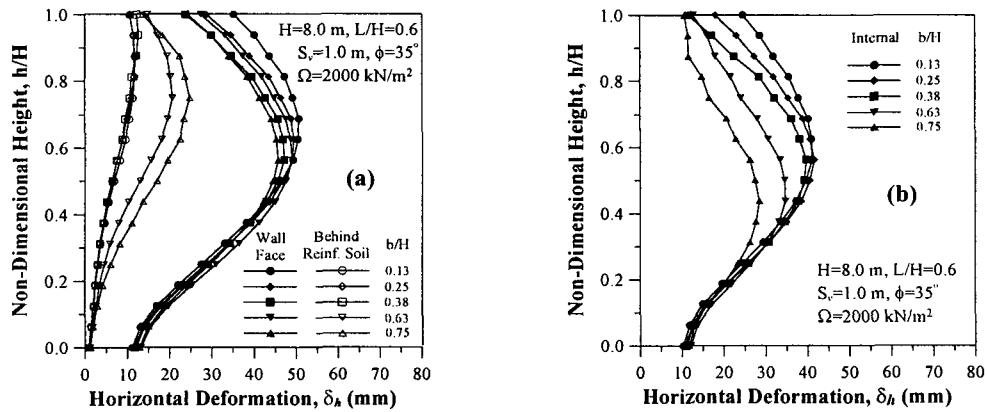 Non-Dimensional Height, h/H
1.0
0.8
0.6
0.4
0.2
0.0
H=8.0 m, L/H=0.6
Sᵥ=1.0 m, ϕ=35°
Ω=2000 kN/m²
(a)
Wall Face
Behind Reinf. Soil
b/H
0.13
0.25
0.38
0.63
0.75
0 10 20 30 40 50 60 70 80
Horizontal Deformation, δₕ (mm)
Non-Dimensional Height, h/H
1.0
0.8
0.6
0.4
0.2
0.0
Internal b/H
0.13
0.25
0.38
0.63
0.75
(b)
H=8.0 m, L/H=0.6
Sᵥ=1.0 m, ϕ=35°
Ω=2000 kN/m²
0 10 20 30 40 50 60 70 80
Horizontal Deformation, δₕ (mm)